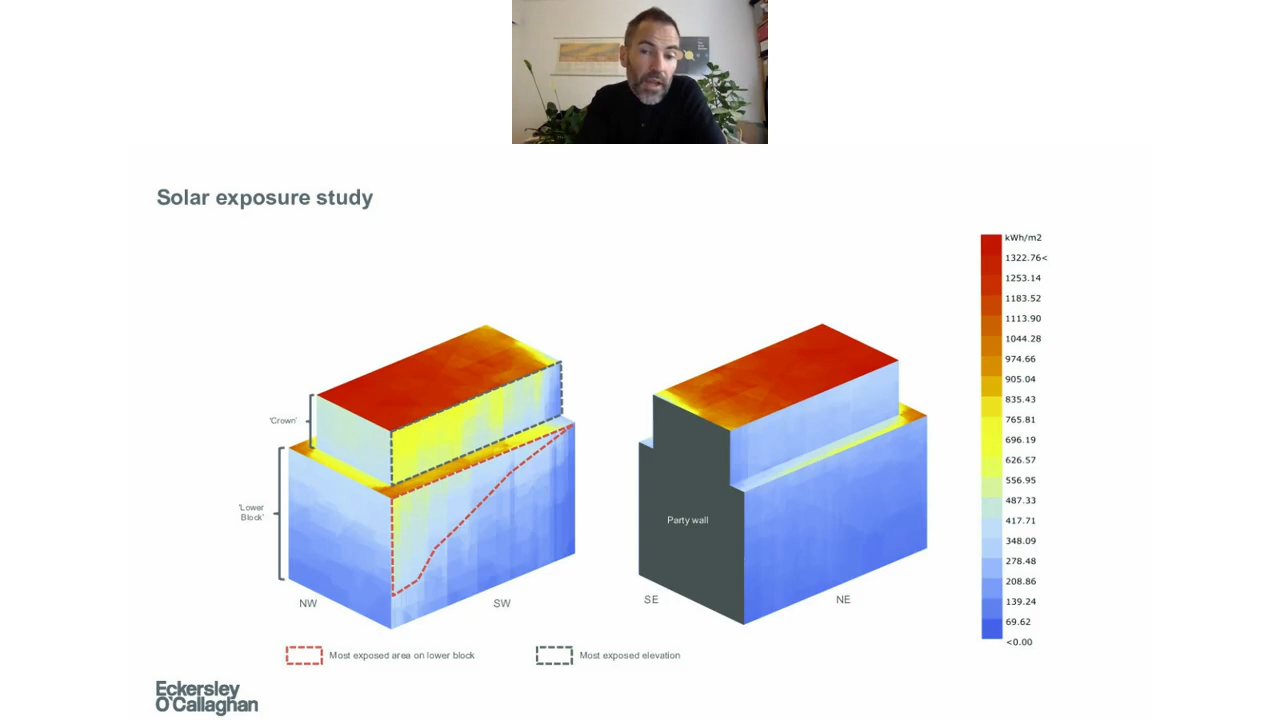 Solar exposure study
kWh/m2
1322.76<
1253.14
1183.52
1113.90
1044.28
974.66
905.04
835.43
765.81
696.19
626.57
556.95
487.33
417.71
348.09
278.48
208.86
139.24
69.62
<0.00
'Crown'
'Lower
Block'
NW
SW
Party wall
SE
NE
Most exposed area on lower block
Most exposed elevation
Eckersley
O'Callaghan